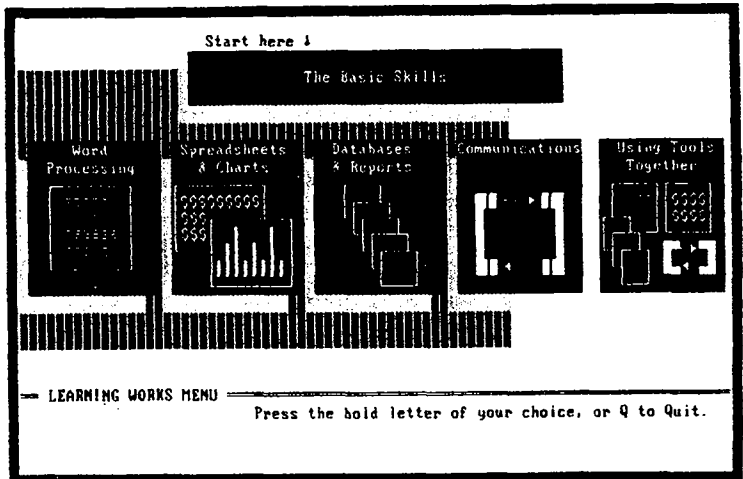 Start here ↓
The Basic Skills
Word
Processing
Spreadsheets
& Charts
Databases
& Reports
Communications
Using Tools
Together
$$$$$$$$$
$$$
$$$
$$$$
$$$$
LEARNING WORKS MENU
Press the bold letter of your choice, or Q to Quit.